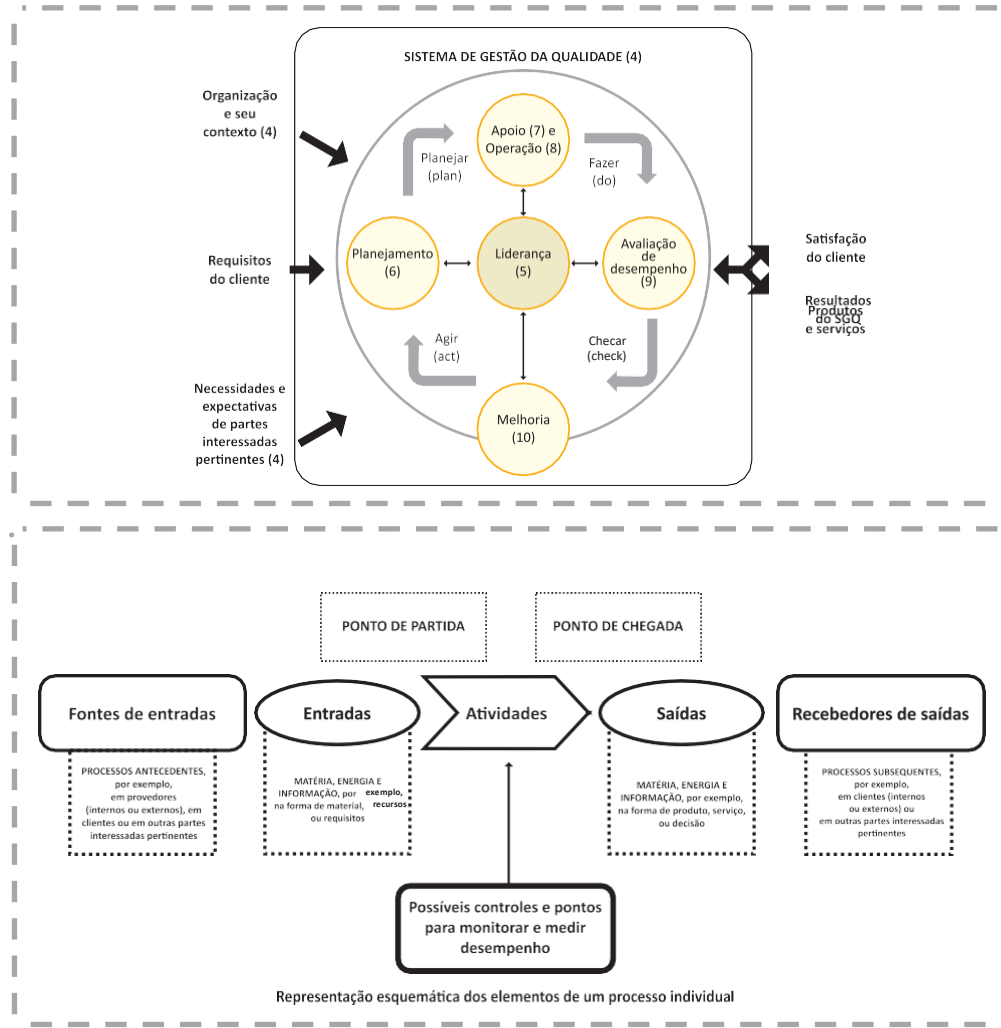 SISTEMA DE GESTÃO DA QUALIDADE (4)
Organização
e seu
contexto (4)
Apoio (7) e
Operação (8)
Planejar
(plan)
Fazer
(do)
Requisitos
do cliente
Planejamento
(6)
Liderança
(5)
Avaliação
de
desempenho
(9)
Satisfação
do cliente
Resultados
do SGQ
Produtos
e serviços
Agir
(act)
Checar
(check)
Necessidades e
expectativas
de partes
interessadas
pertinentes (4)
Melhoria
(10)
PONTO DE PARTIDA
PONTO DE CHEGADA
Fontes de entradas
Entradas
Atividades
Saídas
Recebedores de saídas
PROCESSOS ANTECEDENTES,
por exemplo,
em provedores
(internos ou externos), em
clientes ou em outras partes
interessadas pertinentes
MATÉRIA, ENERGIA E
INFORMAÇÃO, por exemplo,
na forma de material, recursos
ou requisitos
MATÉRIA, ENERGIA E
INFORMAÇÃO, por exemplo,
na forma de produto, serviço,
ou decisão
PROCESSOS SUBSEQUENTES,
por exemplo,
em clientes (internos
ou externos) ou
em outras partes interessadas
pertinentes
Possíveis controles e pontos
para monitorar e medir
desempenho
Representação esquemática dos elementos de um processo individual